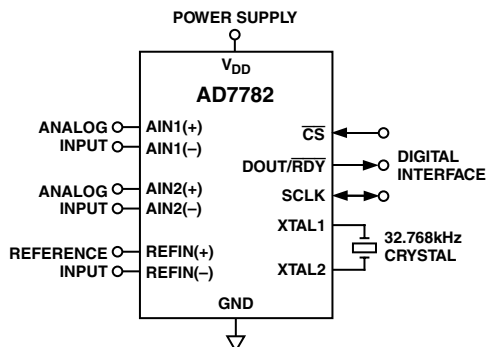 POWER SUPPLY
VDD
AD7782
ANALOG
INPUT
AIN1(+)
AIN1(–)
ANALOG
INPUT
AIN2(+)
AIN2(–)
REFERENCE
INPUT
REFIN(+)
REFIN(–)
CS
DOUT/RDY
SCLK
DIGITAL
INTERFACE
XTAL1
XTAL2
32.768kHz
CRYSTAL
GND